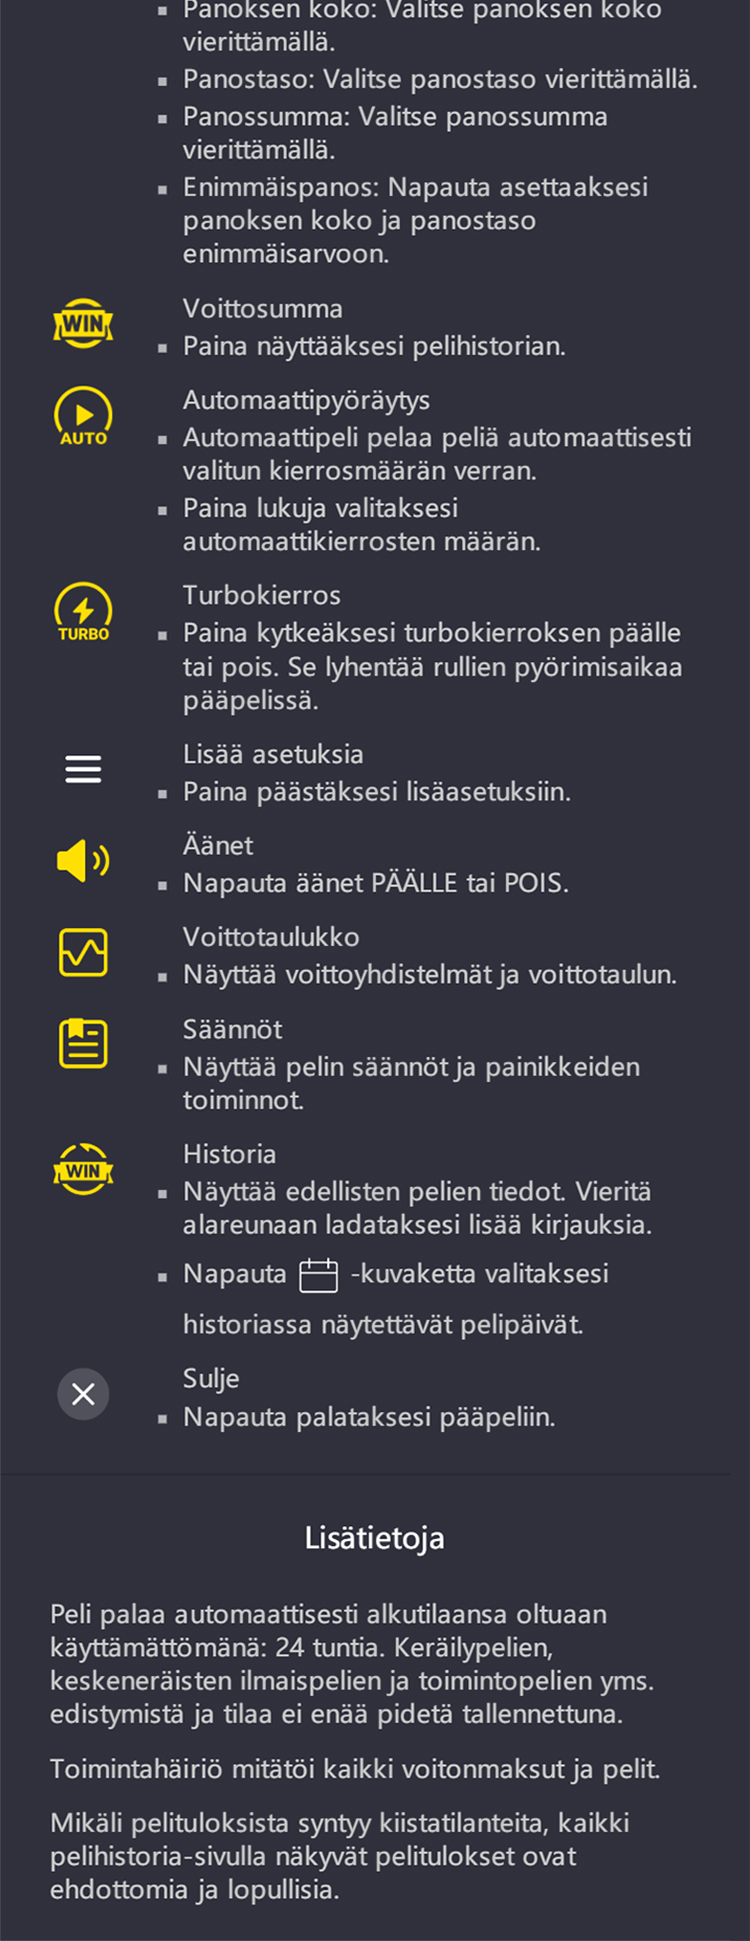 ▪ Panoksen koko: Valitse panoksen koko
vierittämällä.
▪ Panostaso: Valitse panostaso vierittämällä.
▪ Panossumma: Valitse panossumma
vierittämällä.
▪ Enimmäispanos: Napauta asettaaksesi
panoksen koko ja panostaso
enimmäisarvoon.
WIN
Voittosumma
▪ Paina näyttääksesi pelihistorian.
AUTO
Automaattipyöräytys
▪ Automaattipeli pelaa peliä automaattisesti
valitun kierrosmäärän verran.
▪ Paina lukuja valitaksesi
automaattikierrosten määrän.
TURBO
Turbokierros
▪ Paina kytkeäksesi turbokierroksen päälle
tai pois. Se lyhentää rullien pyörimisaikaa
pääpelissä.
Lisää asetuksia
▪ Paina päästäksesi lisäasetuksiin.
Äänet
▪ Napauta äänet PÄÄLLE tai POIS.
Voittotaulukko
▪ Näyttää voittoyhdistelmät ja voittotaulun.
Säännöt
▪ Näyttää pelin säännöt ja painikkeiden
toiminnot.
WIN
Historia
▪ Näyttää edellisten pelien tiedot. Vieritä
alareunaan ladataksesi lisää kirjauksia.
▪ Napauta -kuvaketta valitaksesi
historiassa näytettävät pelipäivät.
Sulje
▪ Napauta palataksesi pääpeliin.
Lisätietoja
Peli palaa automaattisesti alkutilaansa oltuaan
käyttämättömänä: 24 tuntia. Keräilypelien,
keskeneräisten ilmaispelien ja toimintopelien yms.
edistymistä ja tilaa ei enää pidetä tallennettuna.
Toimintahäiriö mitätöi kaikki voitonmaksut ja pelit.
Mikäli pelituloksista syntyy kiistatilanteita, kaikki
pelihistoria-sivulla näkyvät pelitulokset ovat
ehdottomia ja lopullisia.